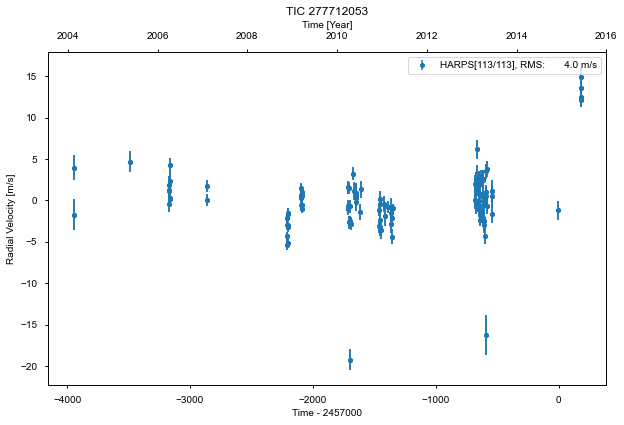 TIC 277712053
Time [Year]
2004 2006 2008 2010 2012 2014 2016
HARPS[113/113], RMS: 4.0 m/s
Radial Velocity [m/s]
15
10
5
0
−5
−10
−15
−20
−4000 −3000 −2000 −1000 0
Time - 2457000